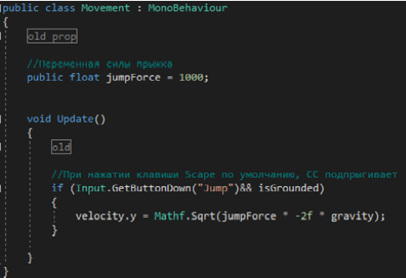 public class Movement : MonoBehaviour
{
old prop
//Переменная силы прыжка
public float jumpForce = 1000;
void Update()
{
old
//При нажатии клавиши Scape по умолчанию, СС подпрыгивает
if (Input.GetButtonDown("Jump")&& isGrounded)
{
velocity.y = Mathf.Sqrt(jumpForce * -2f * gravity);
}
}
}